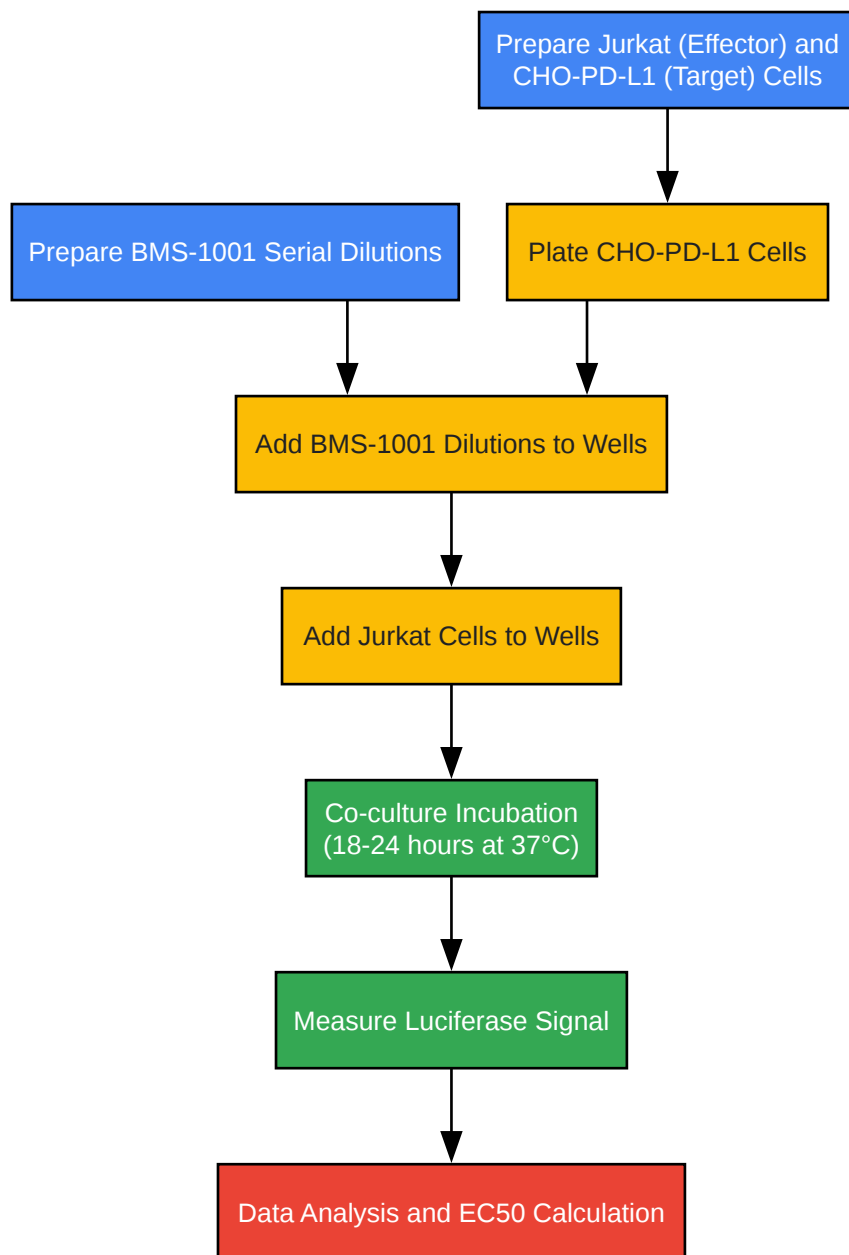 Prepare Jurkat (Effector) and
CHO-PD-L1 (Target) Cells
Prepare BMS-1001 Serial Dilutions
Plate CHO-PD-L1 Cells
Add BMS-1001 Dilutions to Wells
Add Jurkat Cells to Wells
Co-culture Incubation
(18-24 hours at 37°C)
Measure Luciferase Signal
Data Analysis and EC50 Calculation